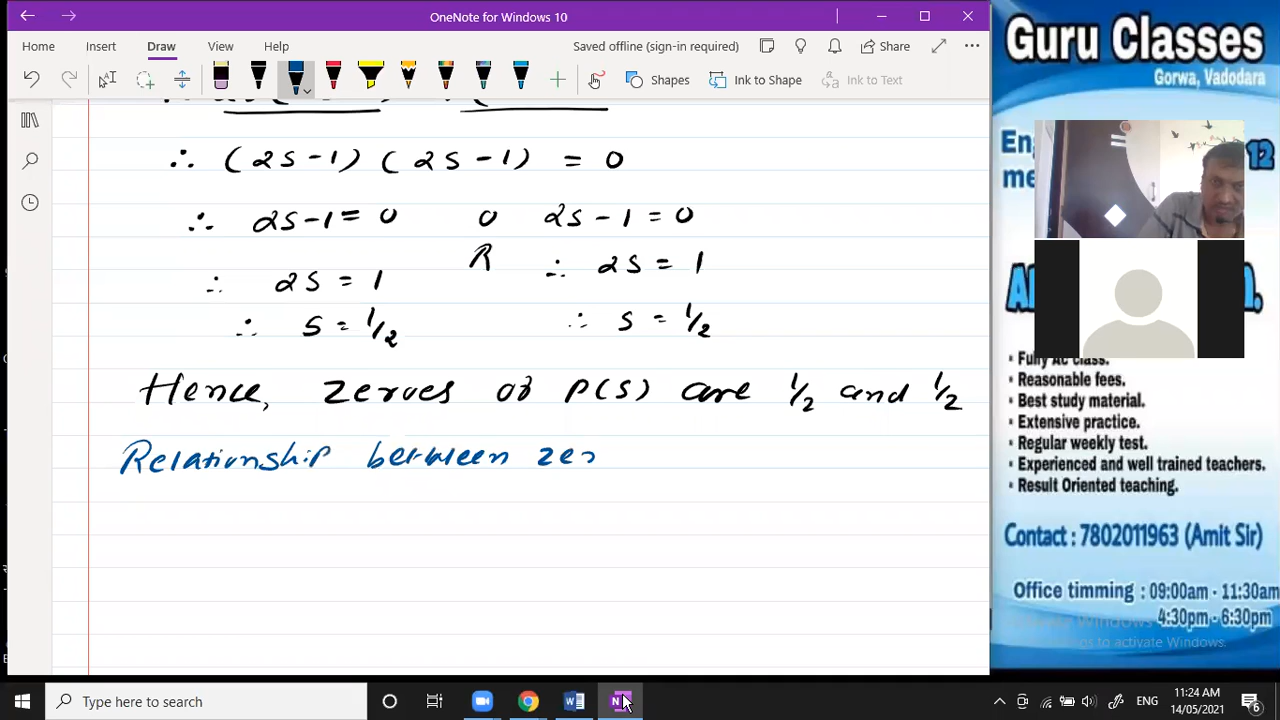 OneNote for Windows 10
Home Insert Draw View Help Saved offline (sign-in required) Share
Shapes Ink to Shape Ink to Text
∴ (2s-1) (2s-1) = 0
∴ 2s-1=0 O 2s-1=0
∴ 2s = 1 R ∴ 2s = 1
∴ s = 1/2 ∴ s = 1/2
Hence, zeroes of P(s) are 1/2 and 1/2
Relationship between
Guru Classes
Gorwa, Vadodara
12
Fully AC class.
• Reasonable fees.
• Best study material.
• Extensive practice.
• Regular weekly test.
• Experienced and well trained teachers.
• Result Oriented teaching.
Contact : 7802011963 (Amit Sir)
Office timming : 09:00am - 11:30am
4:30pm - 6:30pm
Type here to search
ENG
11:24 AM
14/05/2021
6